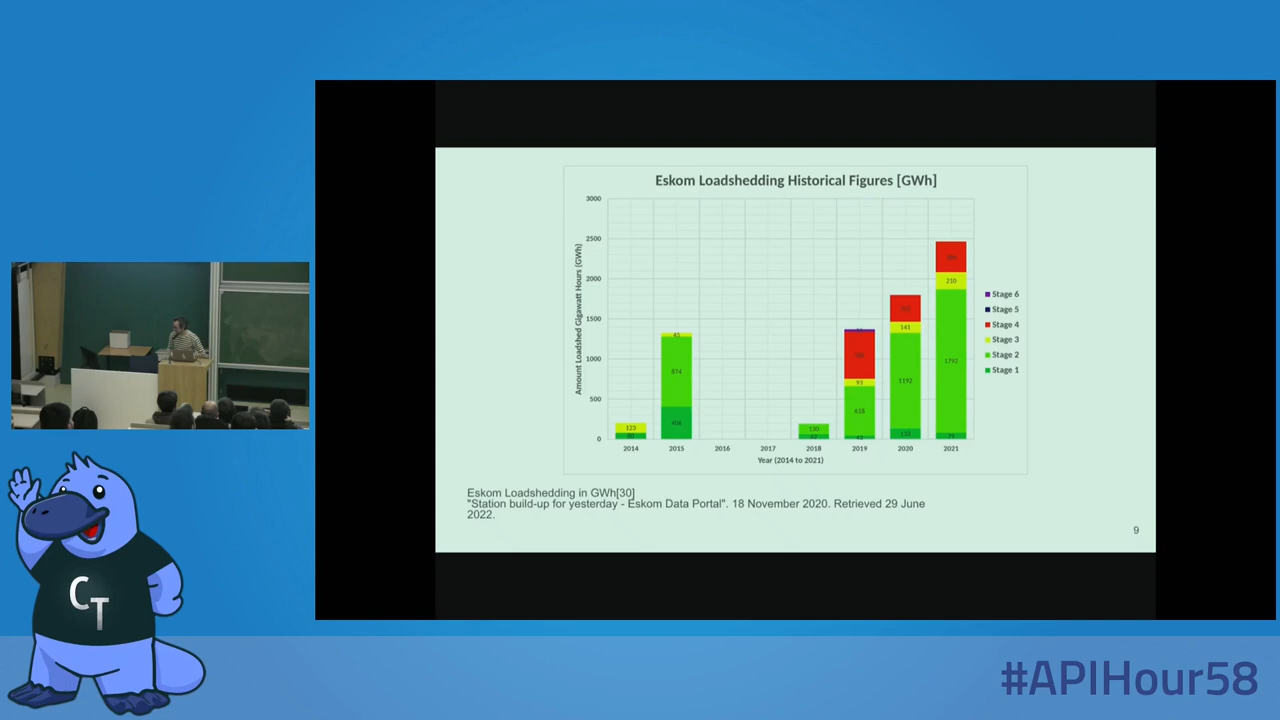 Eskom Loadshedding Historical Figures [GWh]
Amount Loadshed Gigawatt Hours (GWh)
3000
2500
2000
1500
1000
500
0
123
45
874
130
93
618
141
1192
210
1792
Stage 6
Stage 5
Stage 4
Stage 3
Stage 2
Stage 1
2014 2015 2016 2017 2018 2019 2020 2021
Year (2014 to 2021)
Eskom Loadshedding in GWh[30]
"Station build-up for yesterday - Eskom Data Portal". 18 November 2020. Retrieved 29 June
2022.
9
CT
#APIHour58